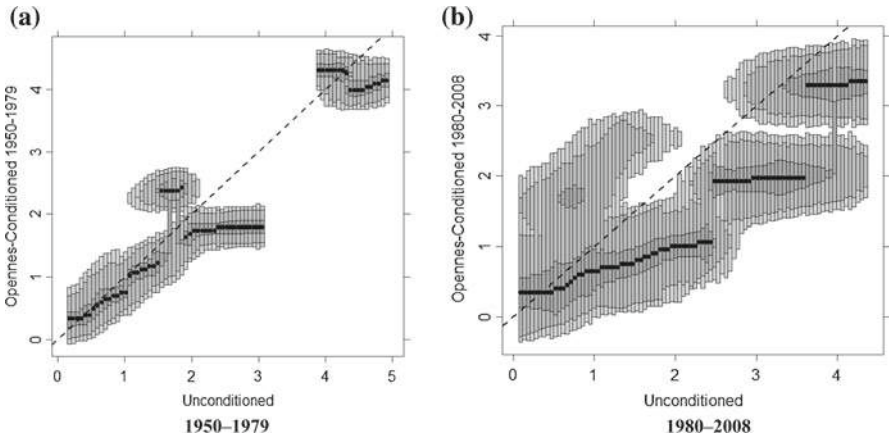 (a)
Opennes-Conditioned 1950-1979
0 1 2 3 4
0 1 2 3 4 5
Unconditioned
1950–1979
(b)
Opennes-Conditioned 1980-2008
0 1 2 3 4
0 1 2 3 4
Unconditioned
1980–2008